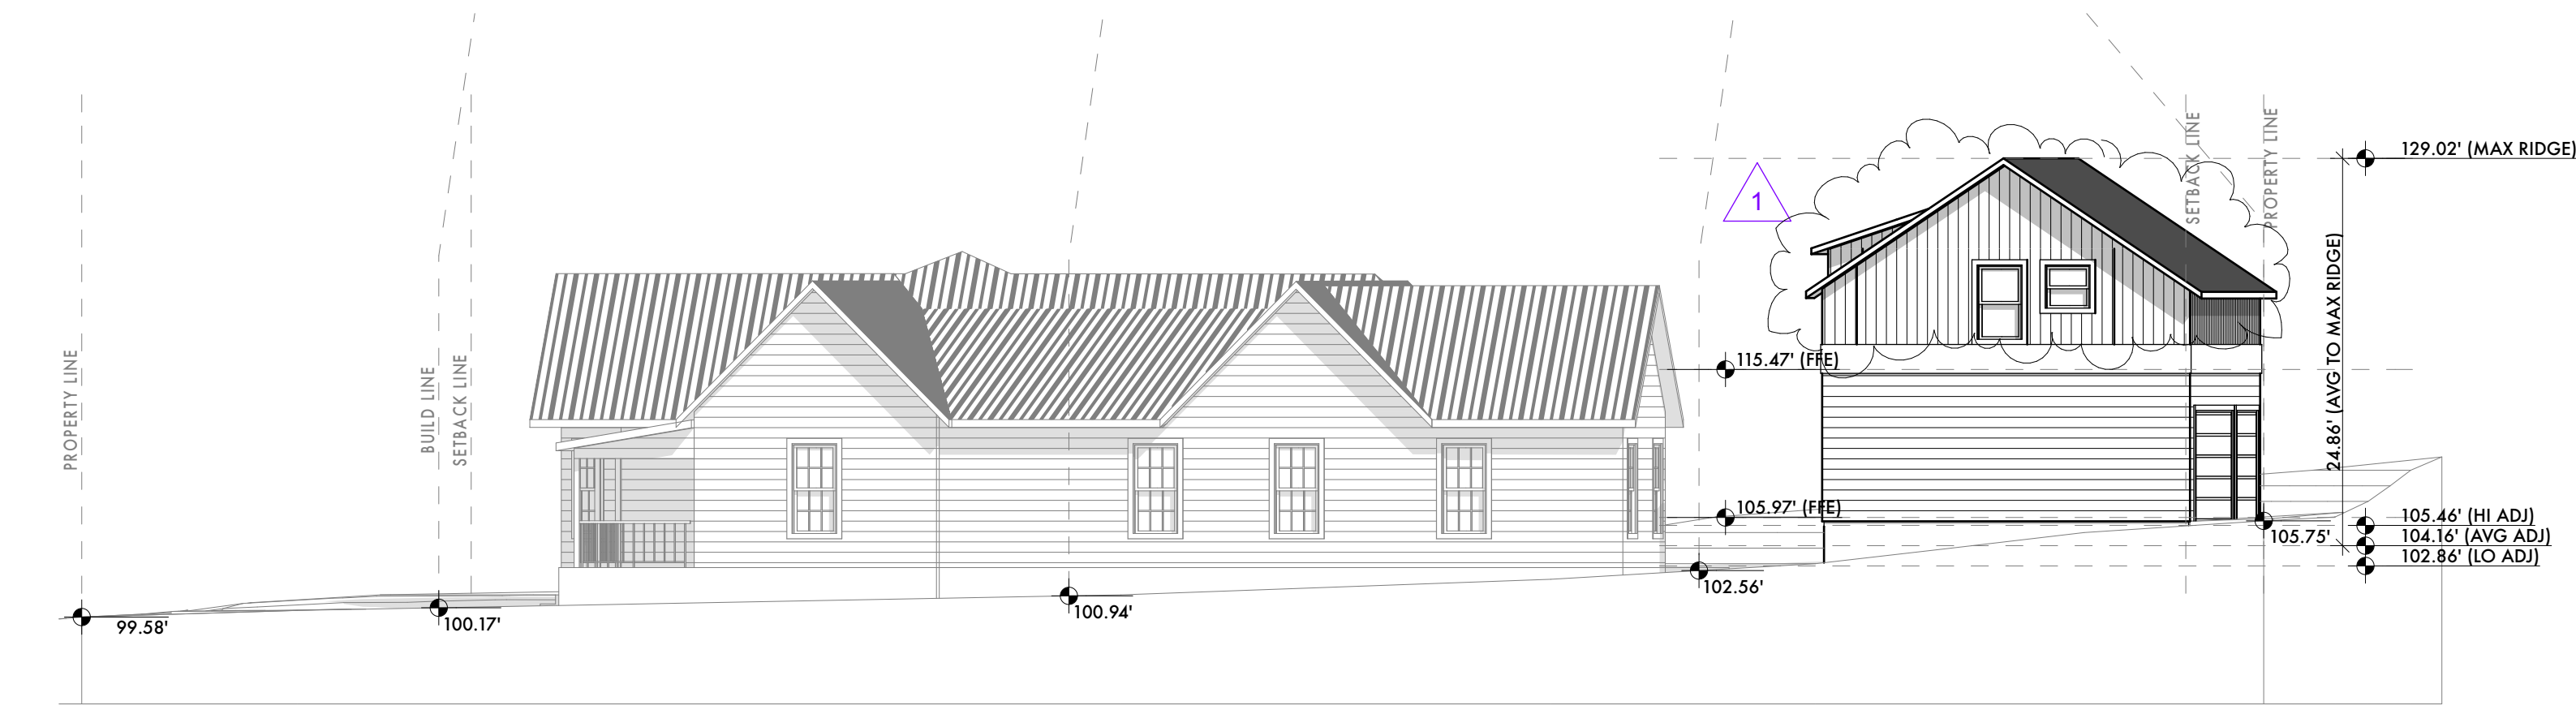 PROPERTY LINE
BUILD LINE
SETBACK LINE
99.58'
100.17'
100.94'
102.56'
1
115.47' (FFE)
105.97' (FFE)
SETBACK LINE
PROPERTY LINE
129.02' (MAX RIDGE)
24.86' (AVG TO MAX RIDGE)
105.46' (HI ADJ)
104.16' (AVG ADJ)
102.86' (LO ADJ)
105.75'